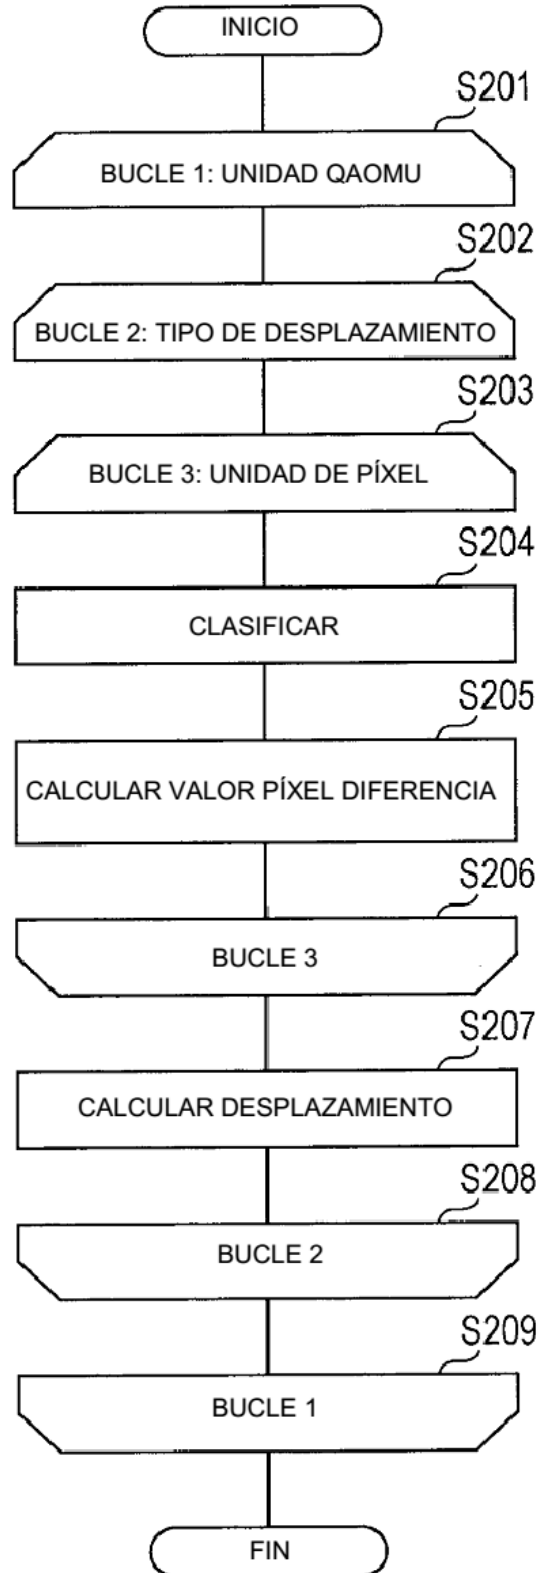 INICIO
S201
BUCLE 1: UNIDAD QAOMU
S202
BUCLE 2: TIPO DE DESPLAZAMIENTO
S203
BUCLE 3: UNIDAD DE PÍXEL
S204
CLASIFICAR
S205
CALCULAR VALOR PÍXEL DIFERENCIA
S206
BUCLE 3
S207
CALCULAR DESPLAZAMIENTO
S208
BUCLE 2
S209
BUCLE 1
FIN